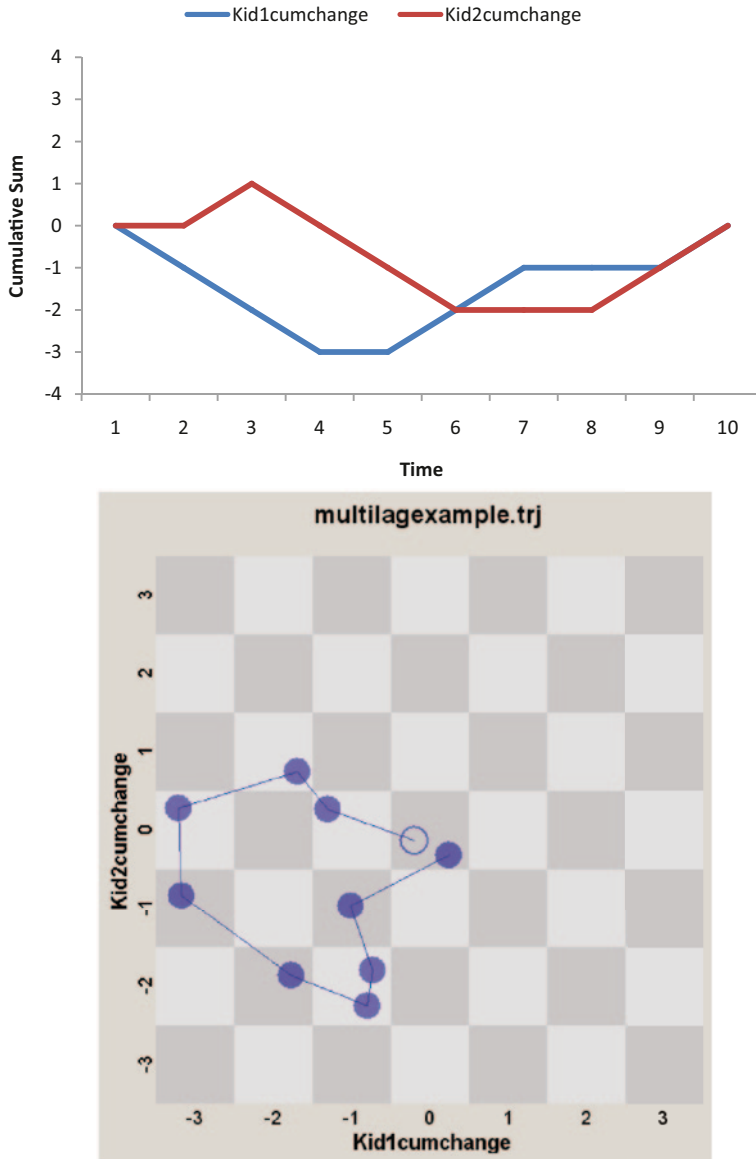 Kid1cumchange Kid2cumchange
4
3
2
1
0
-1
-2
-3
-4
Cumulative Sum
1 2 3 4 5 6 7 8 9 10
Time
multilagexample.trj
3
2
1
0
-1
-2
-3
Kid2cumchange
-3 -2 -1 0 1 2 3
Kid1cumchange